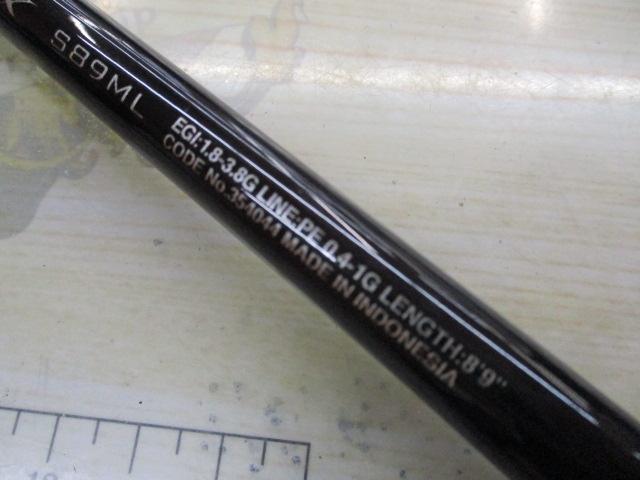 S89ML
EGI:1.8-3.8G LINE:PE 0.4-1G LENGTH:8'9"
CODE No.354044 MADE IN INDONESIA